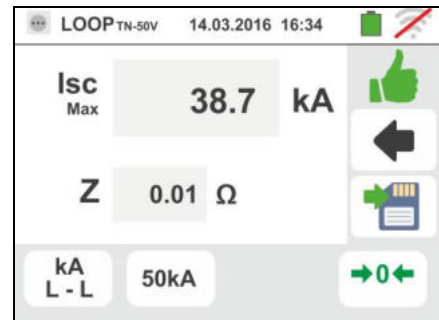 LOOP TN-50V 14.03.2016 16:34
Isc
Max
38.7 kA
Z 0.01 Ω
kA
L - L
50kA
0